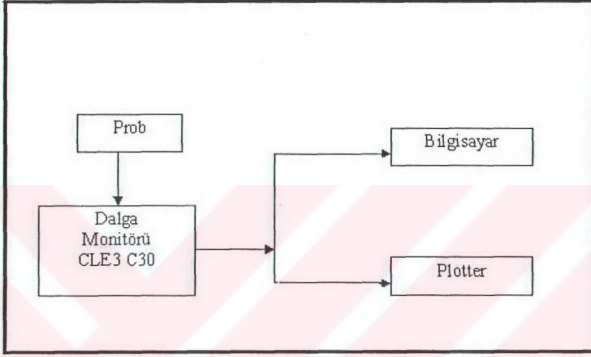 Prob
Bilgisayar
Dalga
Monitörü
CLE3 C30
Plotter